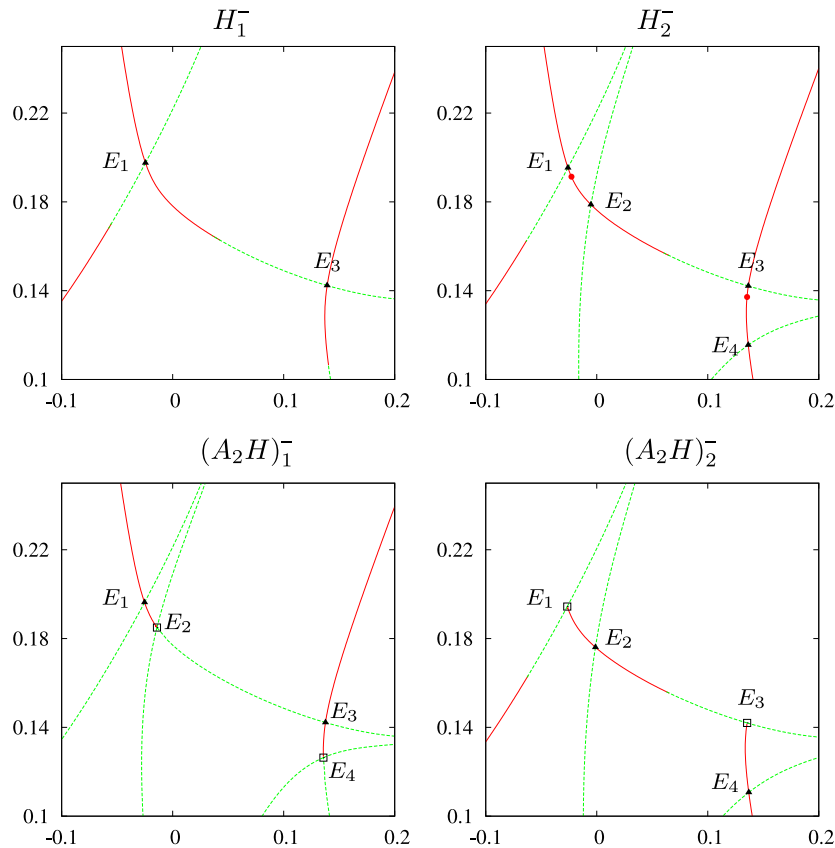 $H_1^-$ $H_2^-$
0.22 0.22
0.18 0.18
0.14 0.14
0.1 0.1
$E_1$ $E_3$ $E_1$ $E_2$ $E_3$ $E_4$
-0.1 0 0.1 0.2 -0.1 0 0.1 0.2
$(A_2H)_1^-$ $(A_2H)_2^-$
0.22 0.22
0.18 0.18
0.14 0.14
0.1 0.1
$E_1$ $E_2$ $E_3$ $E_4$ $E_1$ $E_2$ $E_3$ $E_4$
-0.1 0 0.1 0.2 -0.1 0 0.1 0.2